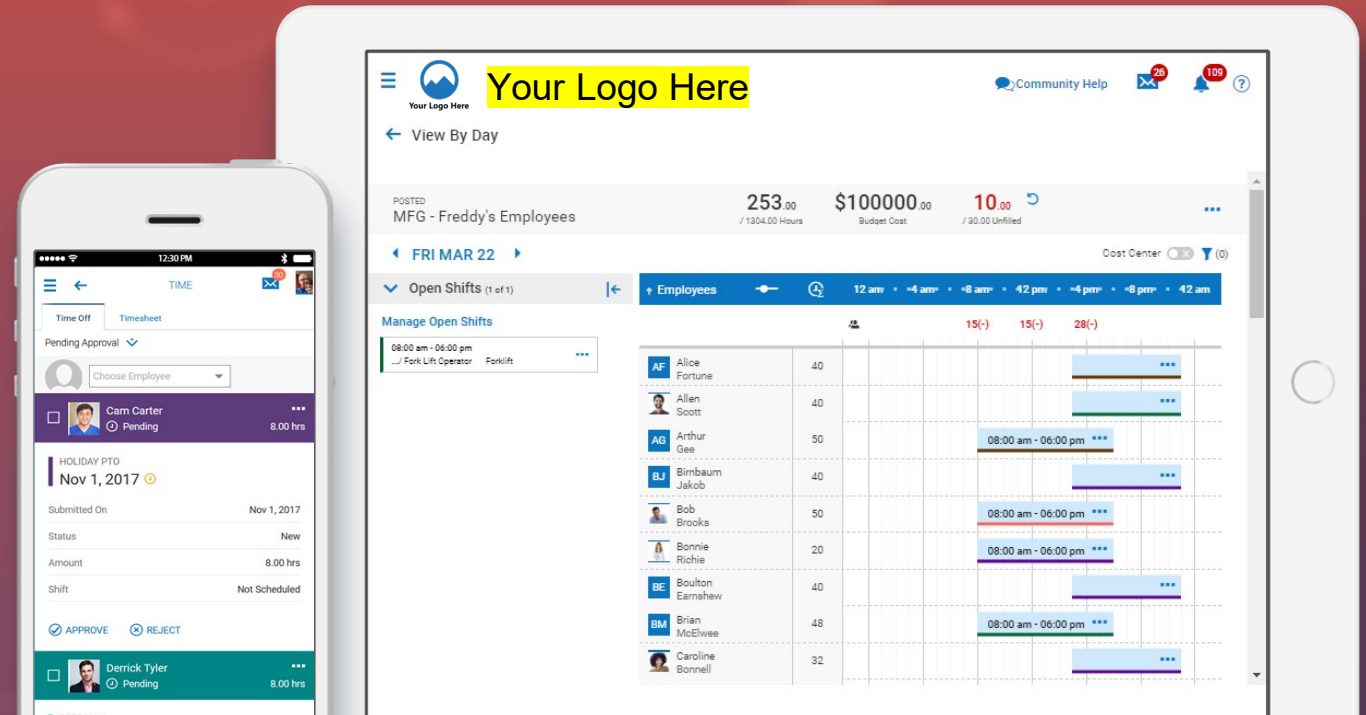 12:30 PM
TIME
30
Time Off Timesheet
Pending Approval
Choose Employee
Cam Carter
Pending 8.00 hrs
HOLIDAY PTO
Nov 1, 2017
Submitted On Nov 1, 2017
Status New
Amount 8.00 hrs
Shift Not Scheduled
APPROVE REJECT
Derrick Tyler
Pending 8.00 hrs
Your Logo Here
Your Logo Here
Community Help 26 109 ?
View By Day
POSTED
MFG - Freddy's Employees
253.00
/ 1304.00 Hours
$100000.00
Budget Cost
10.00
/ 30.00 Unfilled
FRI MAR 22
Cost Center X (0)
Open Shifts (1 of 1)
Manage Open Shifts
08:00 am - 06:00 pm
.../ Fork Lift Operator Forklift
Employees 12 am 4 am 8 am 12 pm 4 pm 8 pm 12 am
15(-) 15(-) 28(-)
AF Alice Fortune 40
Allen Scott 40
AG Arthur Gee 50 08:00 am - 06:00 pm
BJ Birnbaum Jakob 40
Bob Brooks 50 08:00 am - 06:00 pm
Bonnie Richie 20 08:00 am - 06:00 pm
BE Boulton Earnshew 40
BM Brian McElwee 48 08:00 am - 06:00 pm
Caroline Bonnell 32